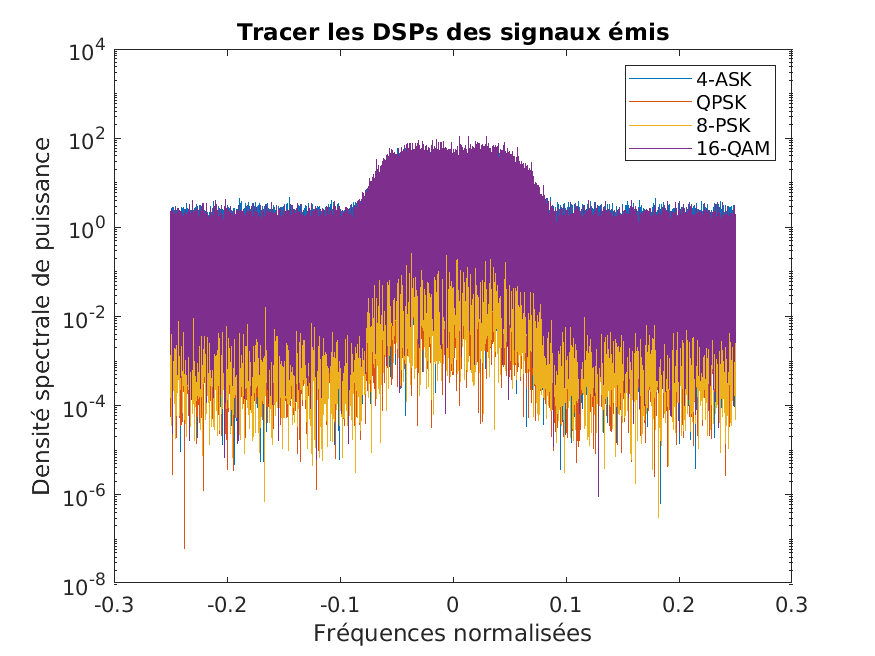 Tracer les DSPs des signaux émis
10^4
10^2
10^0
10^-2
10^-4
10^-6
10^-8
Densité spectrale de puissance
4-ASK
QPSK
8-PSK
16-QAM
-0.3
-0.2
-0.1
0
0.1
0.2
0.3
Fréquences normalisées